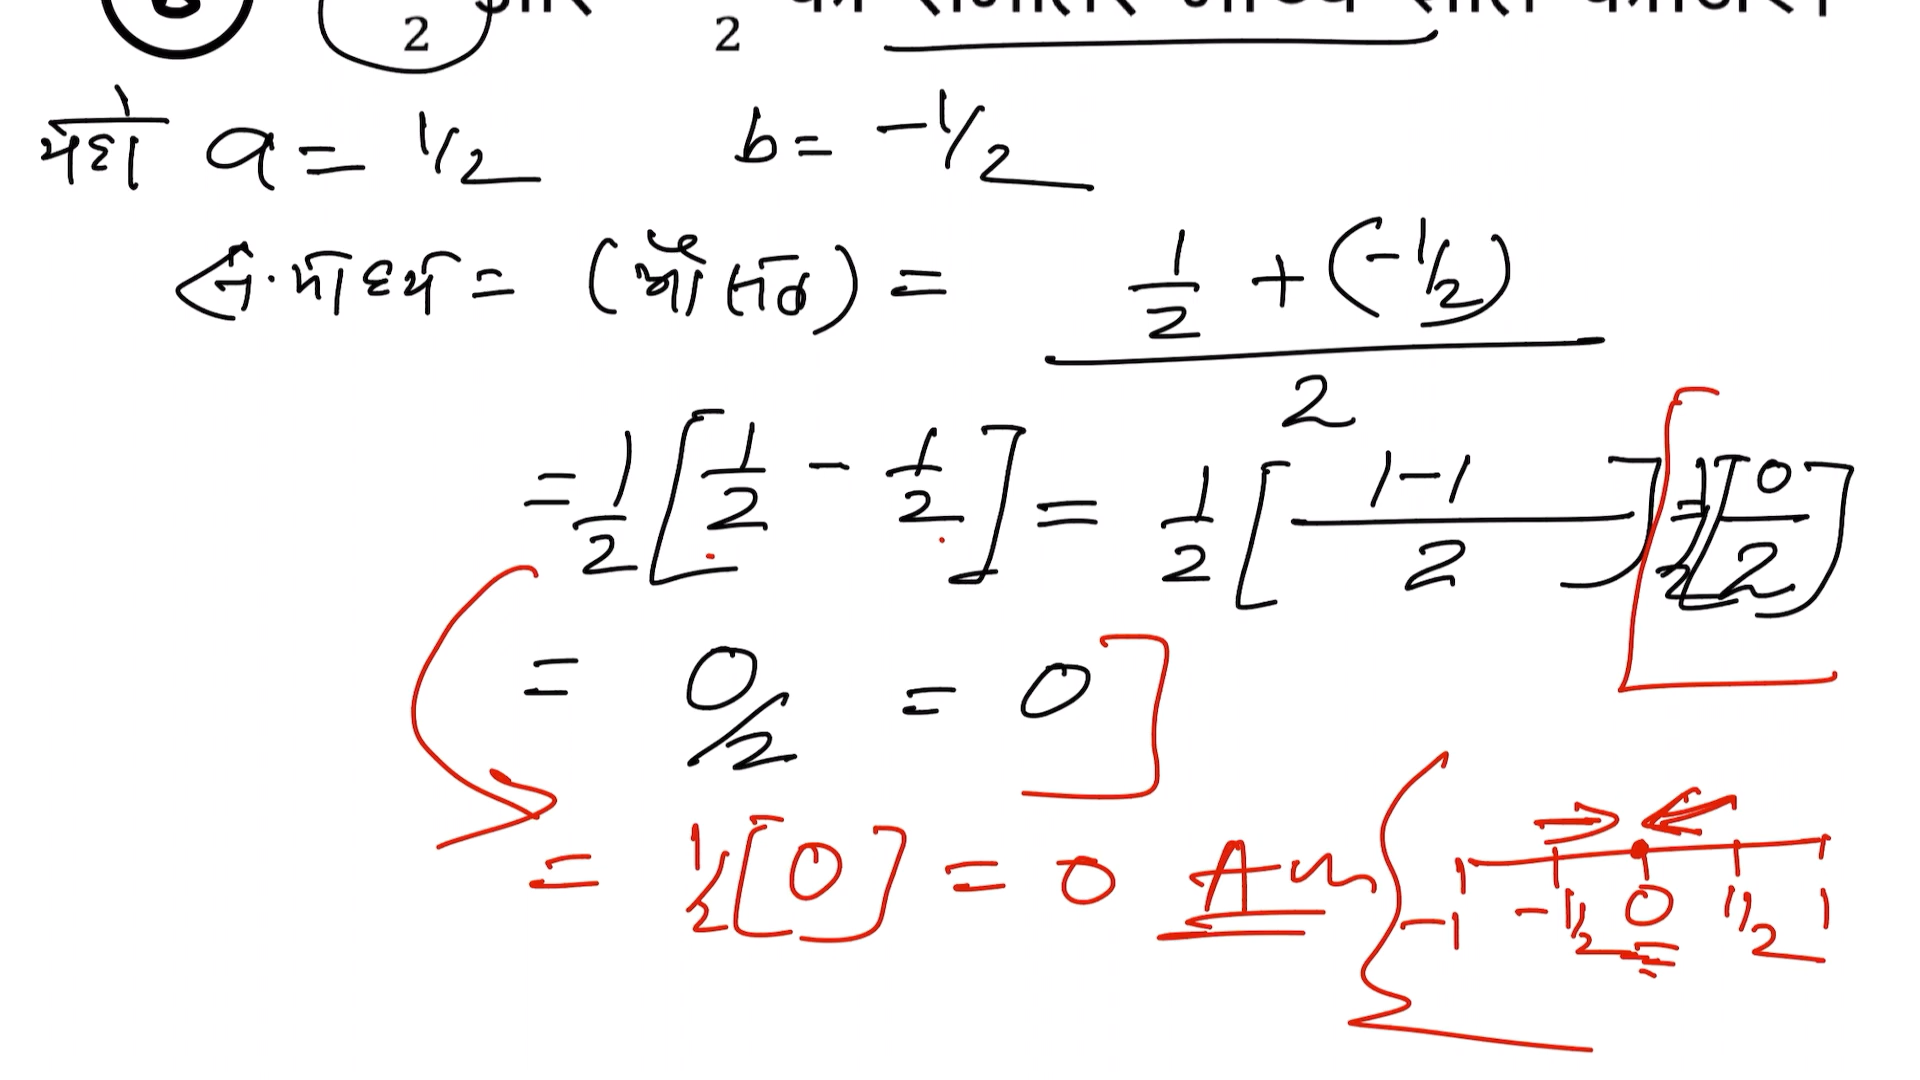 2 2
यहाँ a = 1/2 b = -1/2
स. माध्य = (औसत) = 1/2 + (-1/2)
2
= 1/2 [1/2 - 1/2] = 1/2 [1-1/2] 1/2 [0/2]
= 0/2 = 0
= 1/2 [0] = 0 Ans
-1 -1/2 0 1/2 1